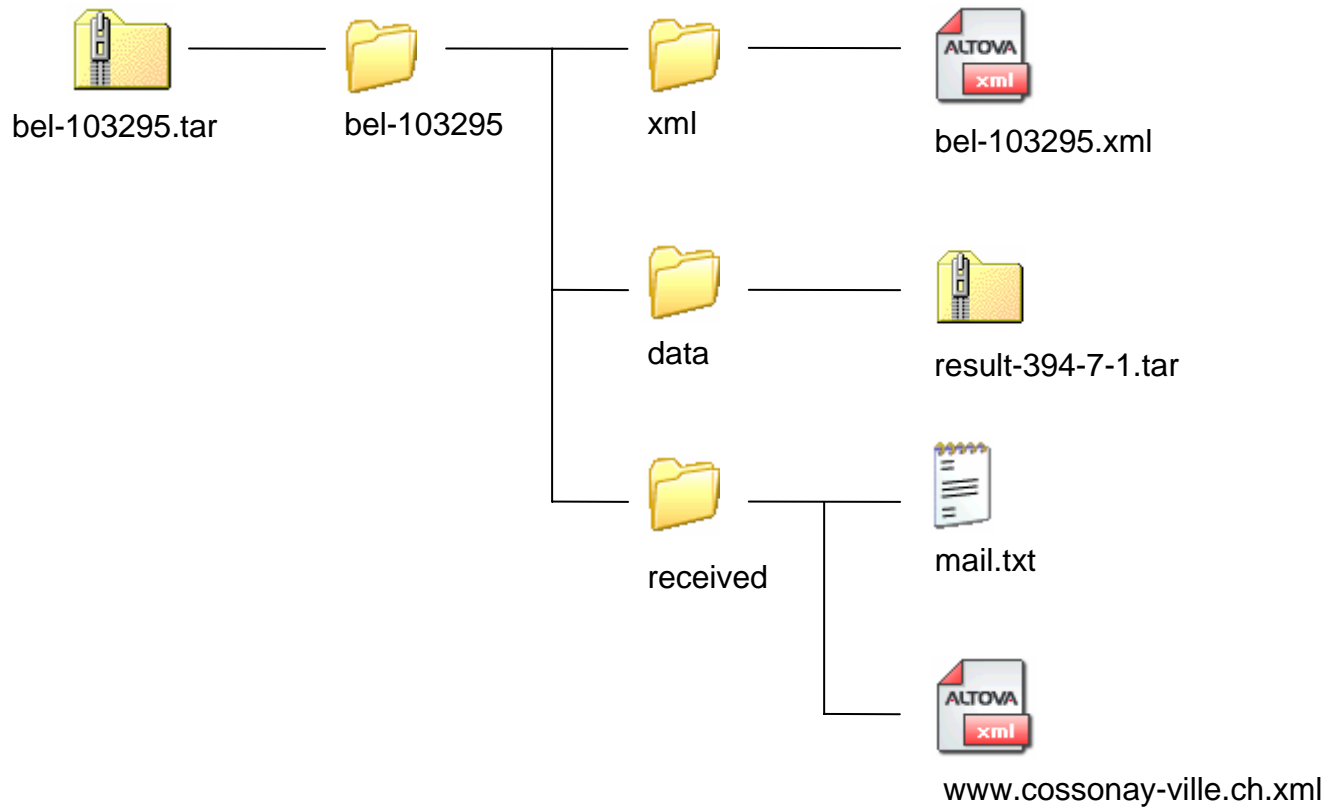 ALTOVA
xml
bel-103295.tar
bel-103295
xml
bel-103295.xml
data
result-394-7-1.tar
received
mail.txt
ALTOVA
xml
www.cossonay-ville.ch.xml